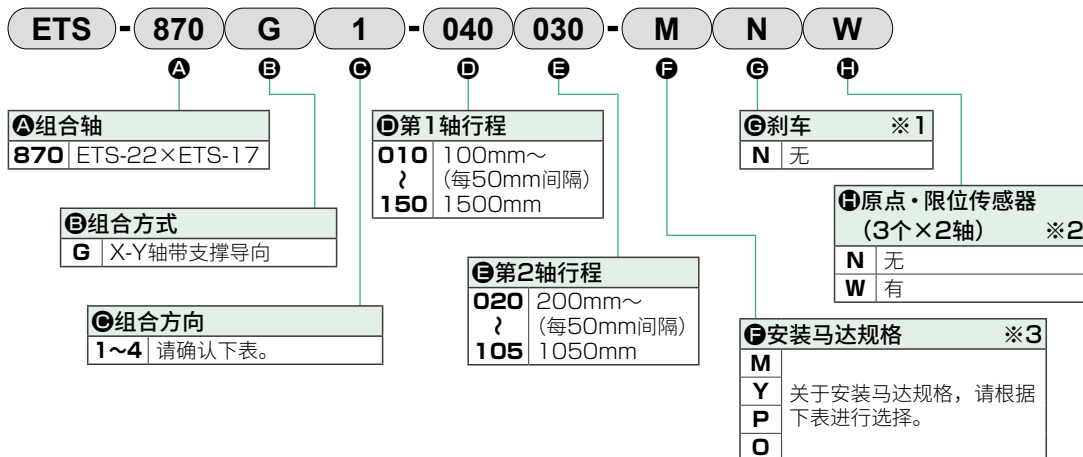 ETS-870G1-040030-MNW
A B C D E F G H
A组合轴
870 ETS-22×ETS-17
B组合方式
G X-Y轴带支撑导向
C组合方向
1～4 请确认下表。
D第1轴行程
010 100mm～
～ （每50mm间隔）
150 1500mm
E第2轴行程
020 200mm～
～ （每50mm间隔）
105 1050mm
G刹车 ※1
N 无
H原点・限位传感器
（3个×2轴） ※2
N 无
W 有
F安装马达规格 ※3
M
Y 关于安装马达规格，请根据
P 下表进行选择。
O